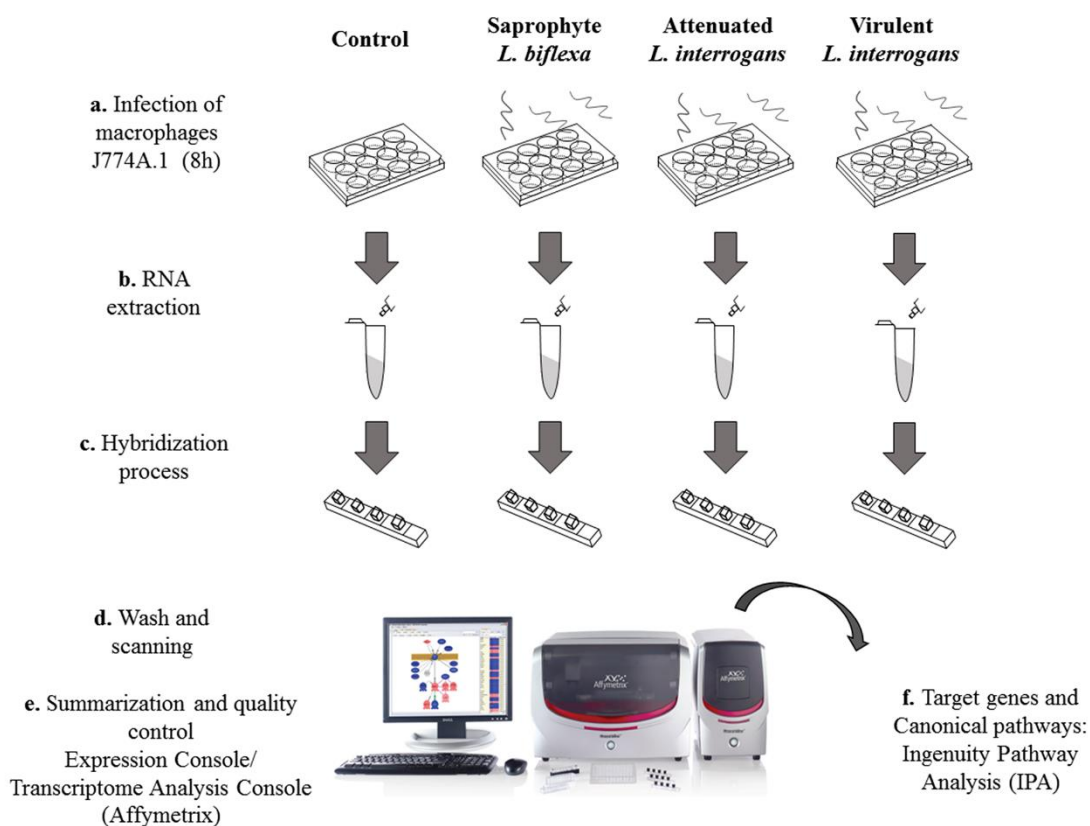 Control
Saprophyte
L. biflexa
Attenuated
L. interrogans
Virulent
L. interrogans
a. Infection of
macrophages
J774A.1 (8h)
b. RNA
extraction
c. Hybridization
process
d. Wash and
scanning
e. Summarization and quality
control
Expression Console/
Transcriptome Analysis Console
(Affymetrix)
Affymetrix
Affymetrix
f. Target genes and
Canonical pathways:
Ingenuity Pathway
Analysis (IPA)